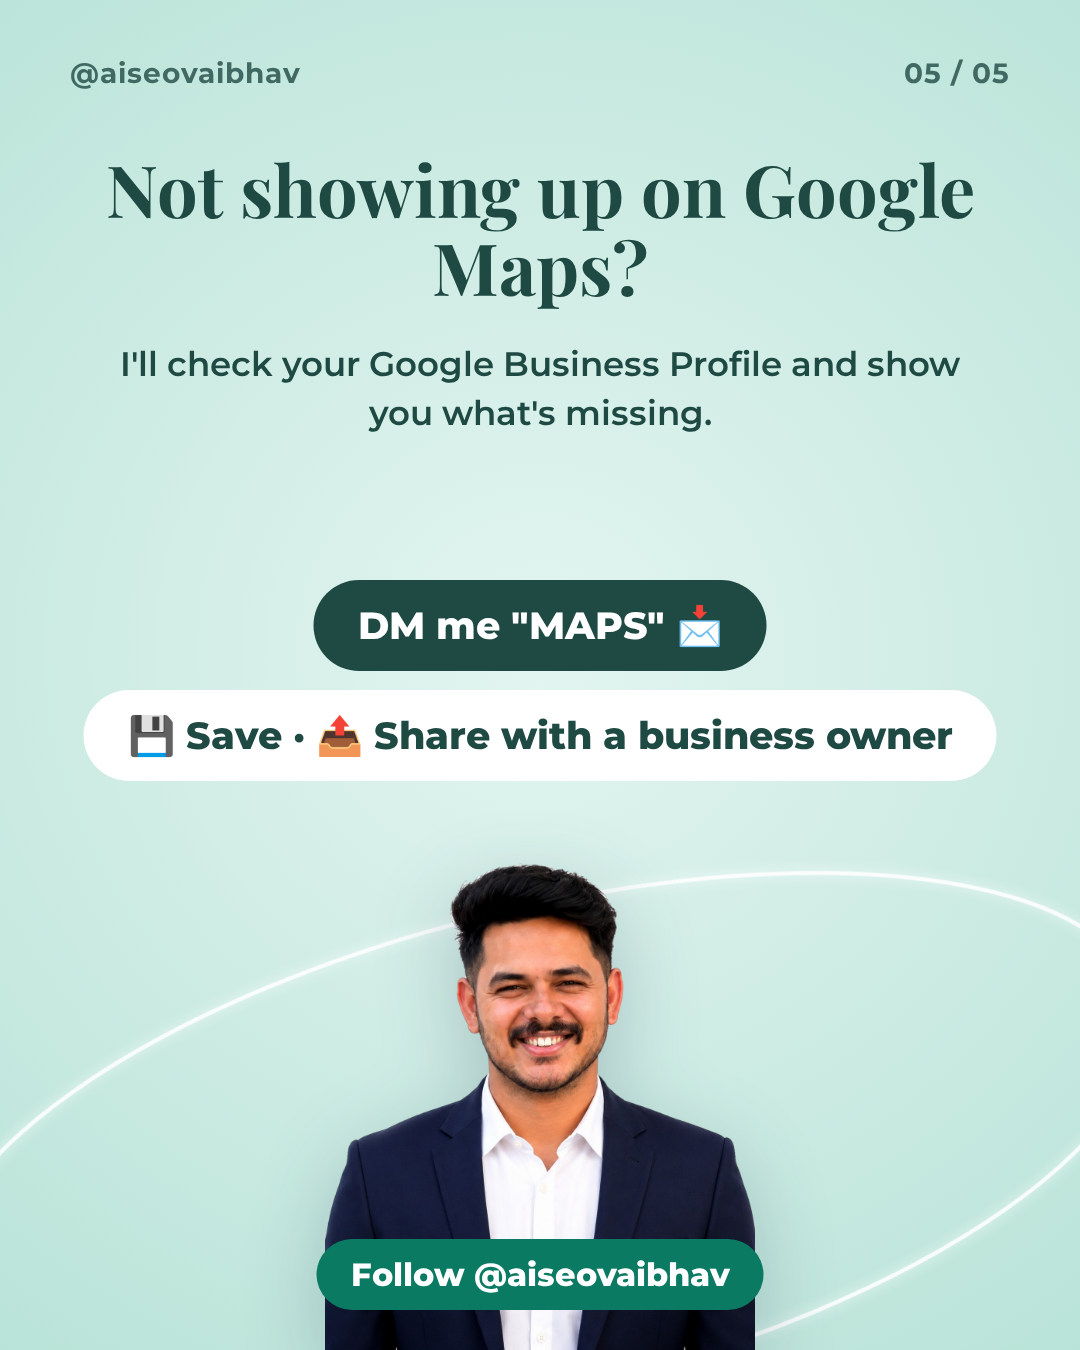 @aiseovaibhav
05 / 05
Not showing up on Google
Maps?
I'll check your Google Business Profile and show
you what's missing.
DM me "MAPS" 📩
💾 Save · 📤 Share with a business owner
Follow @aiseovaibhav